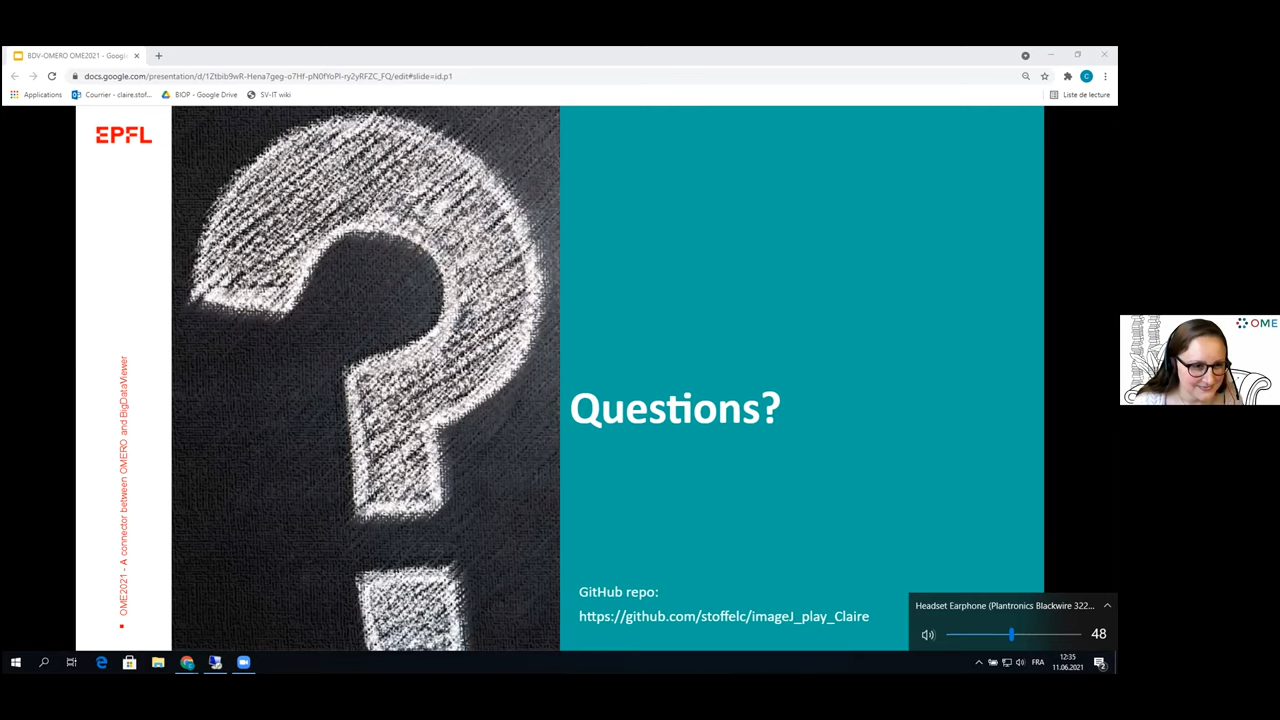 BDV-OMERO OME2021 - Googl
docs.google.com/presentation/d/1Ztbib9wR-Hena7geg-o7Hf-pN0fYoPI-ry2yRFZC_FQ/edit#slide=id.p1
C
Applications
Courrier - claire.stof...
BIOP - Google Drive
SV-IT wiki
Liste de lecture
EPFL
OME2021 - A connector between OMERO and BigDataViewer
Questions?
GitHub repo:
https://github.com/stoffelc/imageJ_play_Claire
OME
Headset Earphone (Plantronics Blackwire 322...
48
FRA
12:35
11.06.2021
2